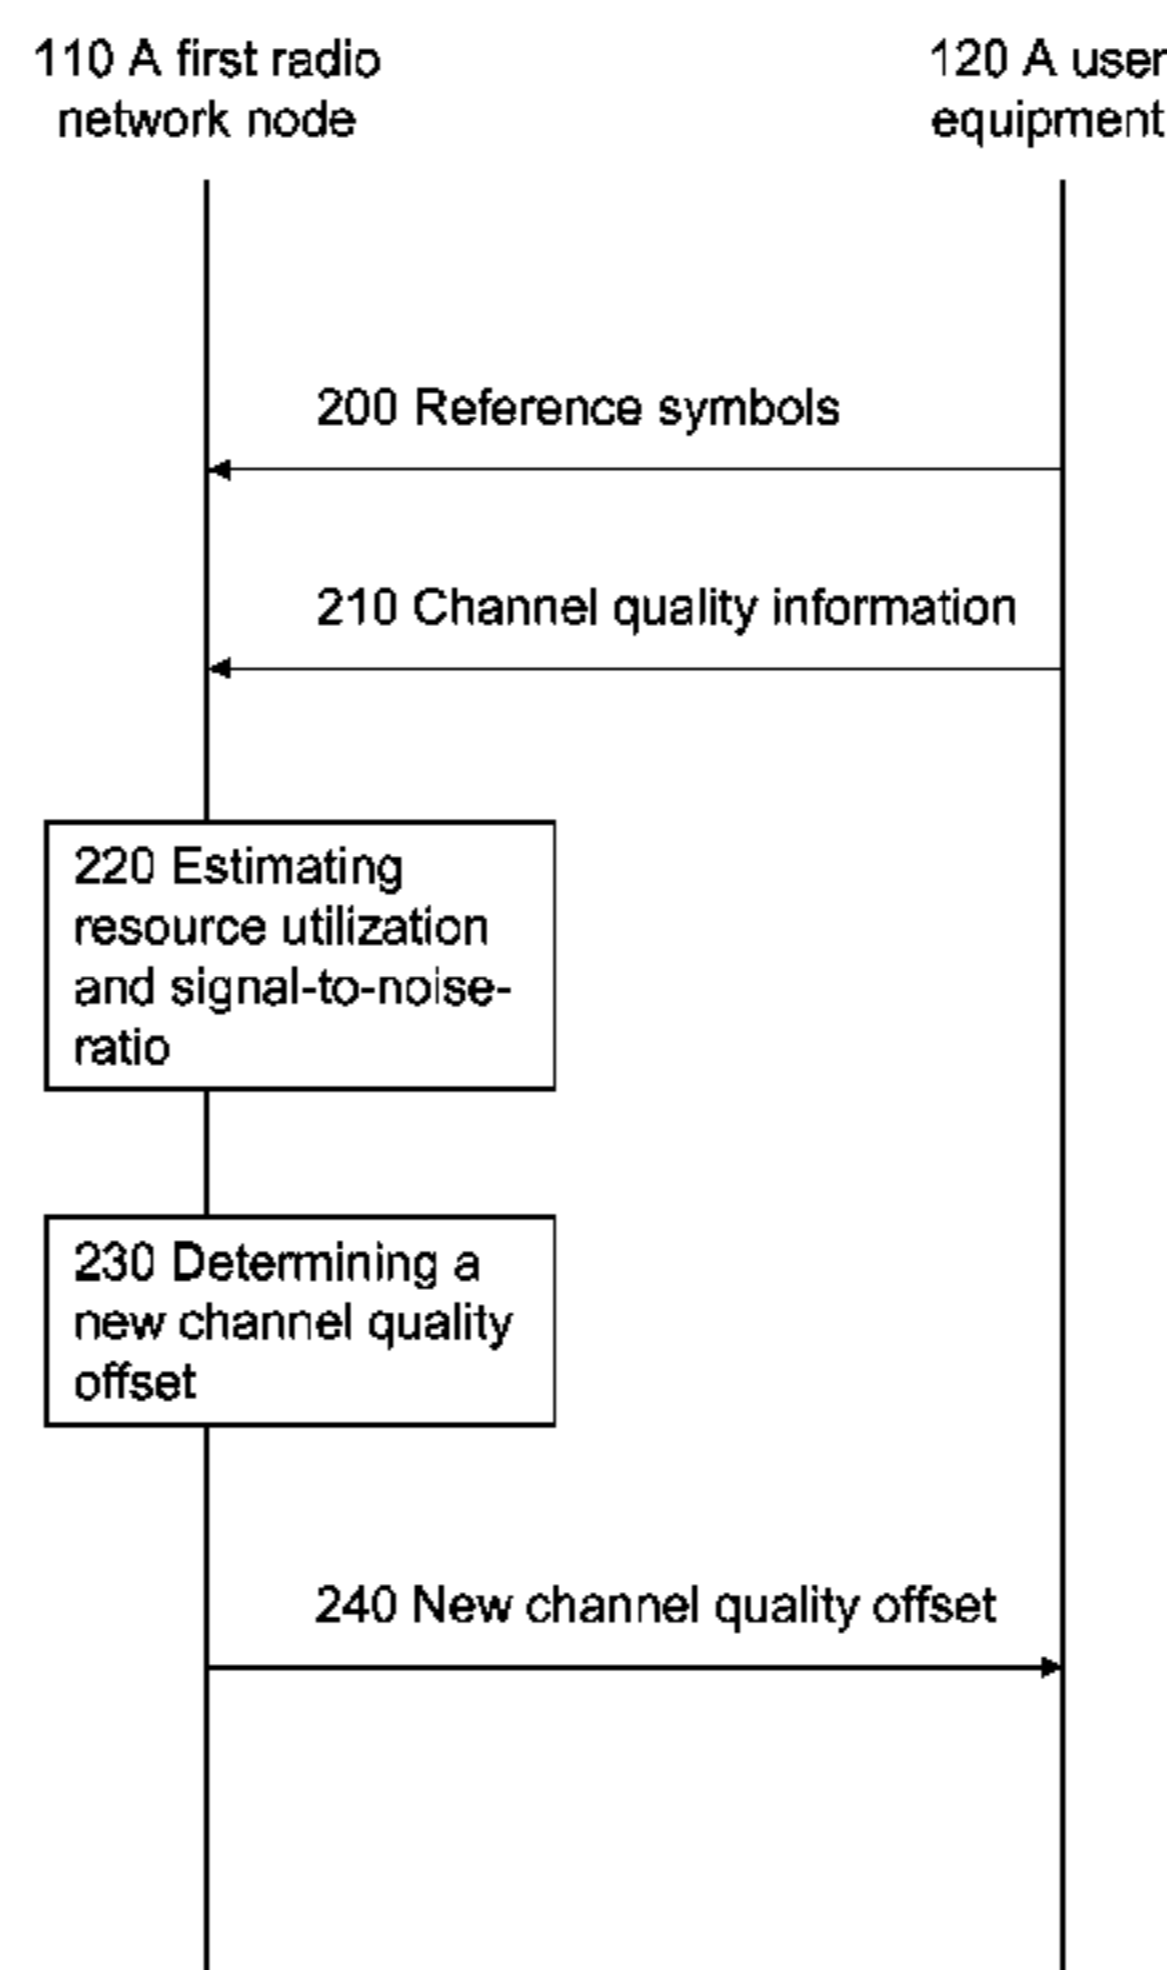 110 A first radio
network node
120 A user
equipment
200 Reference symbols
210 Channel quality information
220 Estimating
resource utilization
and signal-to-noise-
ratio
230 Determining a
new channel quality
offset
240 New channel quality offset